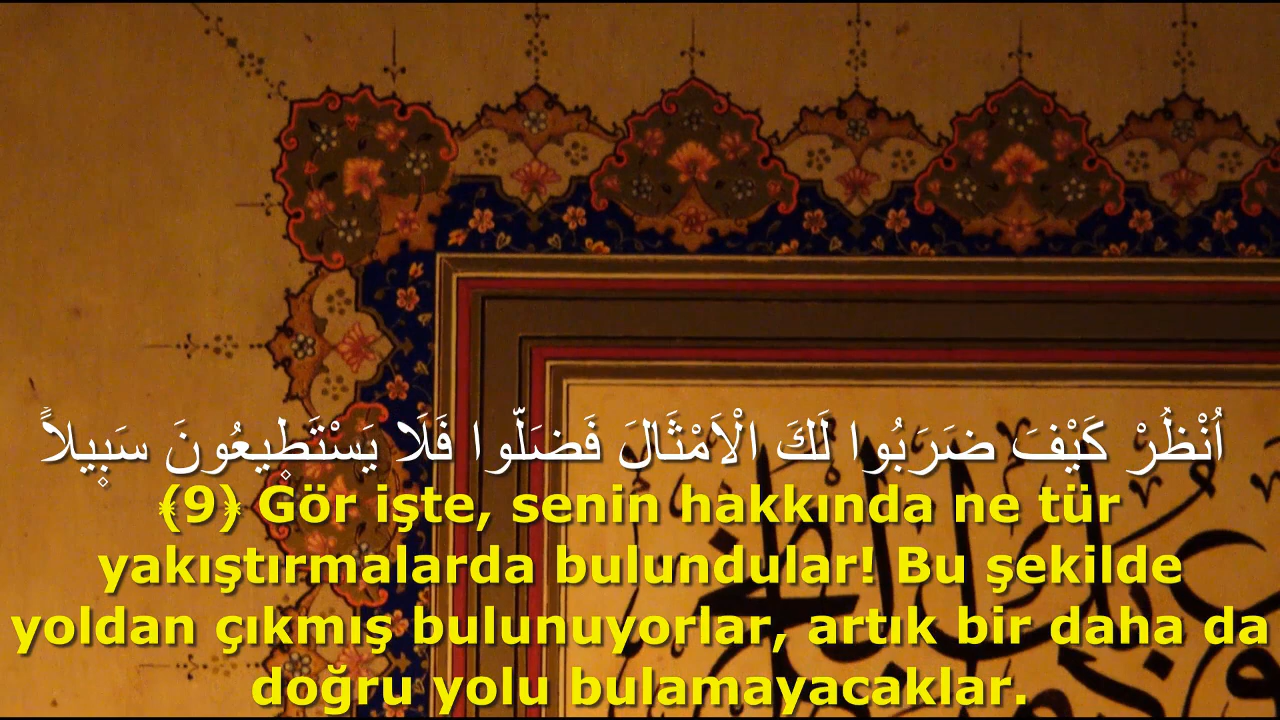 اُنْظُرْ كَيْفَ ضَرَبُوا لَكَ الْاَمْثَالَ فَضَلّوا فَلَا يَسْتَطٖيعُونَ سَبٖيلاً
﴾9﴿ Gör işte, senin hakkında ne tür
yakıştırmalarda bulundular! Bu şekilde
yoldan çıkmış bulunuyorlar, artık bir daha da
doğru yolu bulamayacaklar.